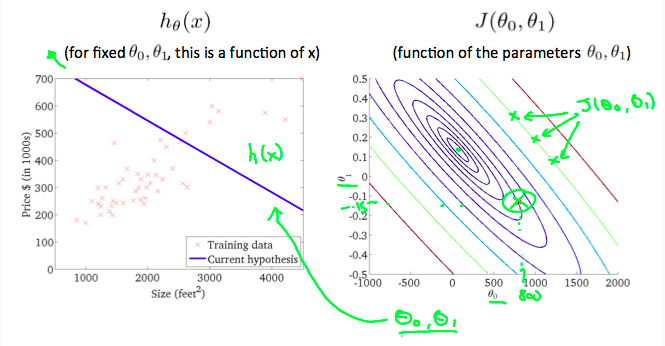 hθ(x)
(for fixed θ0, θ1, this is a function of x)
700
600
500
400
300
200
100
0
Price $ (in 1000s)
h(x)
× Training data
Current hypothesis
1000 2000 3000 4000
Size (feet²)
J(θ0, θ1)
(function of the parameters θ0, θ1)
0.5
0.4
0.3
0.2
0.1
0
-0.1
-0.2
-0.3
-0.4
-0.5
θ1
-.15
J(θ0, θ1)
-1000 -500 0 500 1000 1500 2000
θ0
800
θ0, θ1